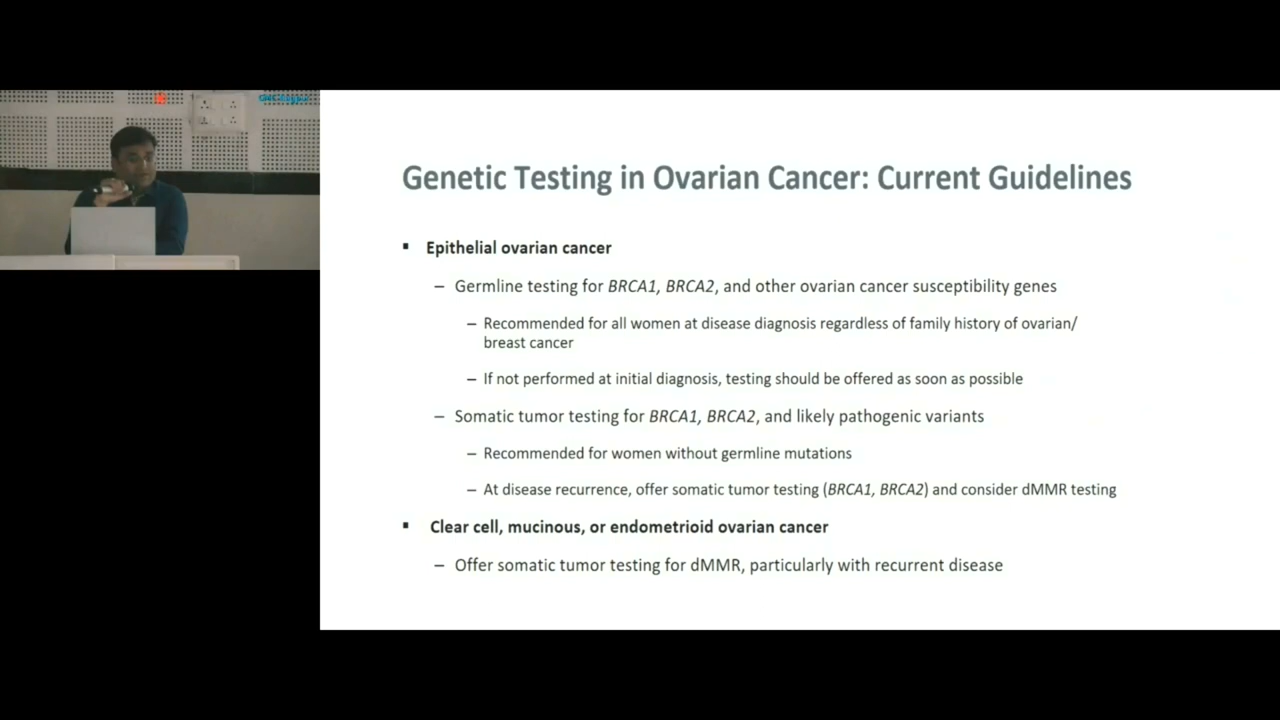 Genetic Testing in Ovarian Cancer: Current Guidelines
▪ Epithelial ovarian cancer
– Germline testing for BRCA1, BRCA2, and other ovarian cancer susceptibility genes
– Recommended for all women at disease diagnosis regardless of family history of ovarian/
breast cancer
– If not performed at initial diagnosis, testing should be offered as soon as possible
– Somatic tumor testing for BRCA1, BRCA2, and likely pathogenic variants
– Recommended for women without germline mutations
– At disease recurrence, offer somatic tumor testing (BRCA1, BRCA2) and consider dMMR testing
▪ Clear cell, mucinous, or endometrioid ovarian cancer
– Offer somatic tumor testing for dMMR, particularly with recurrent disease